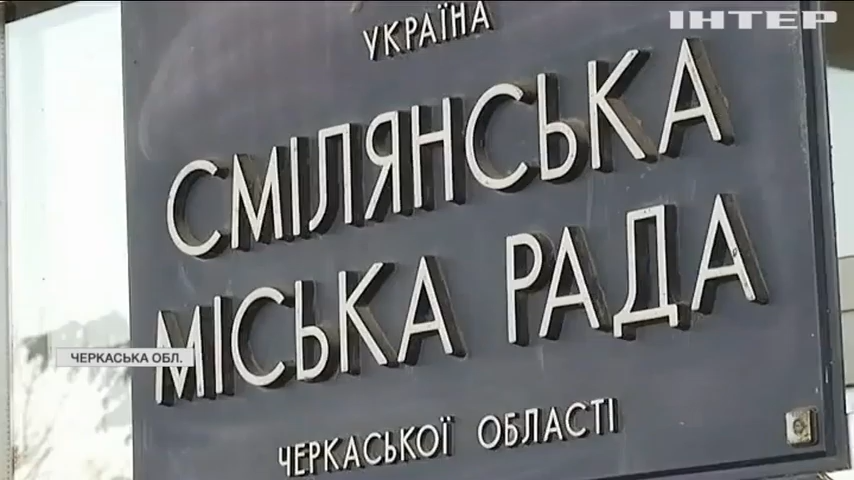 ІНТЕР
УКРАЇНА
СМІЛЯНСЬКА
МІСЬКА РАДА
ЧЕРКАСЬКА ОБЛ.
ЧЕРКАСЬКОЇ ОБЛАСТІ